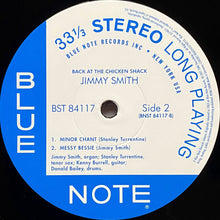 33 1/3 STEREO LONG PLAYING
BLUE NOTE RECORDS INC • NEW YORK USA
BACK AT THE CHICKEN SHACK
JIMMY SMITH
BST 84117
Side 2
(BNST 84117-B)
1. MINOR CHANT (Stanley Turrentine)
2. MESSY BESSIE (Jimmy Smith)
Jimmy Smith, organ; Stanley Turrentine,
tenor sax; Kenny Burrell, guitar;
Donald Bailey, drums.
BLUE
NOTE